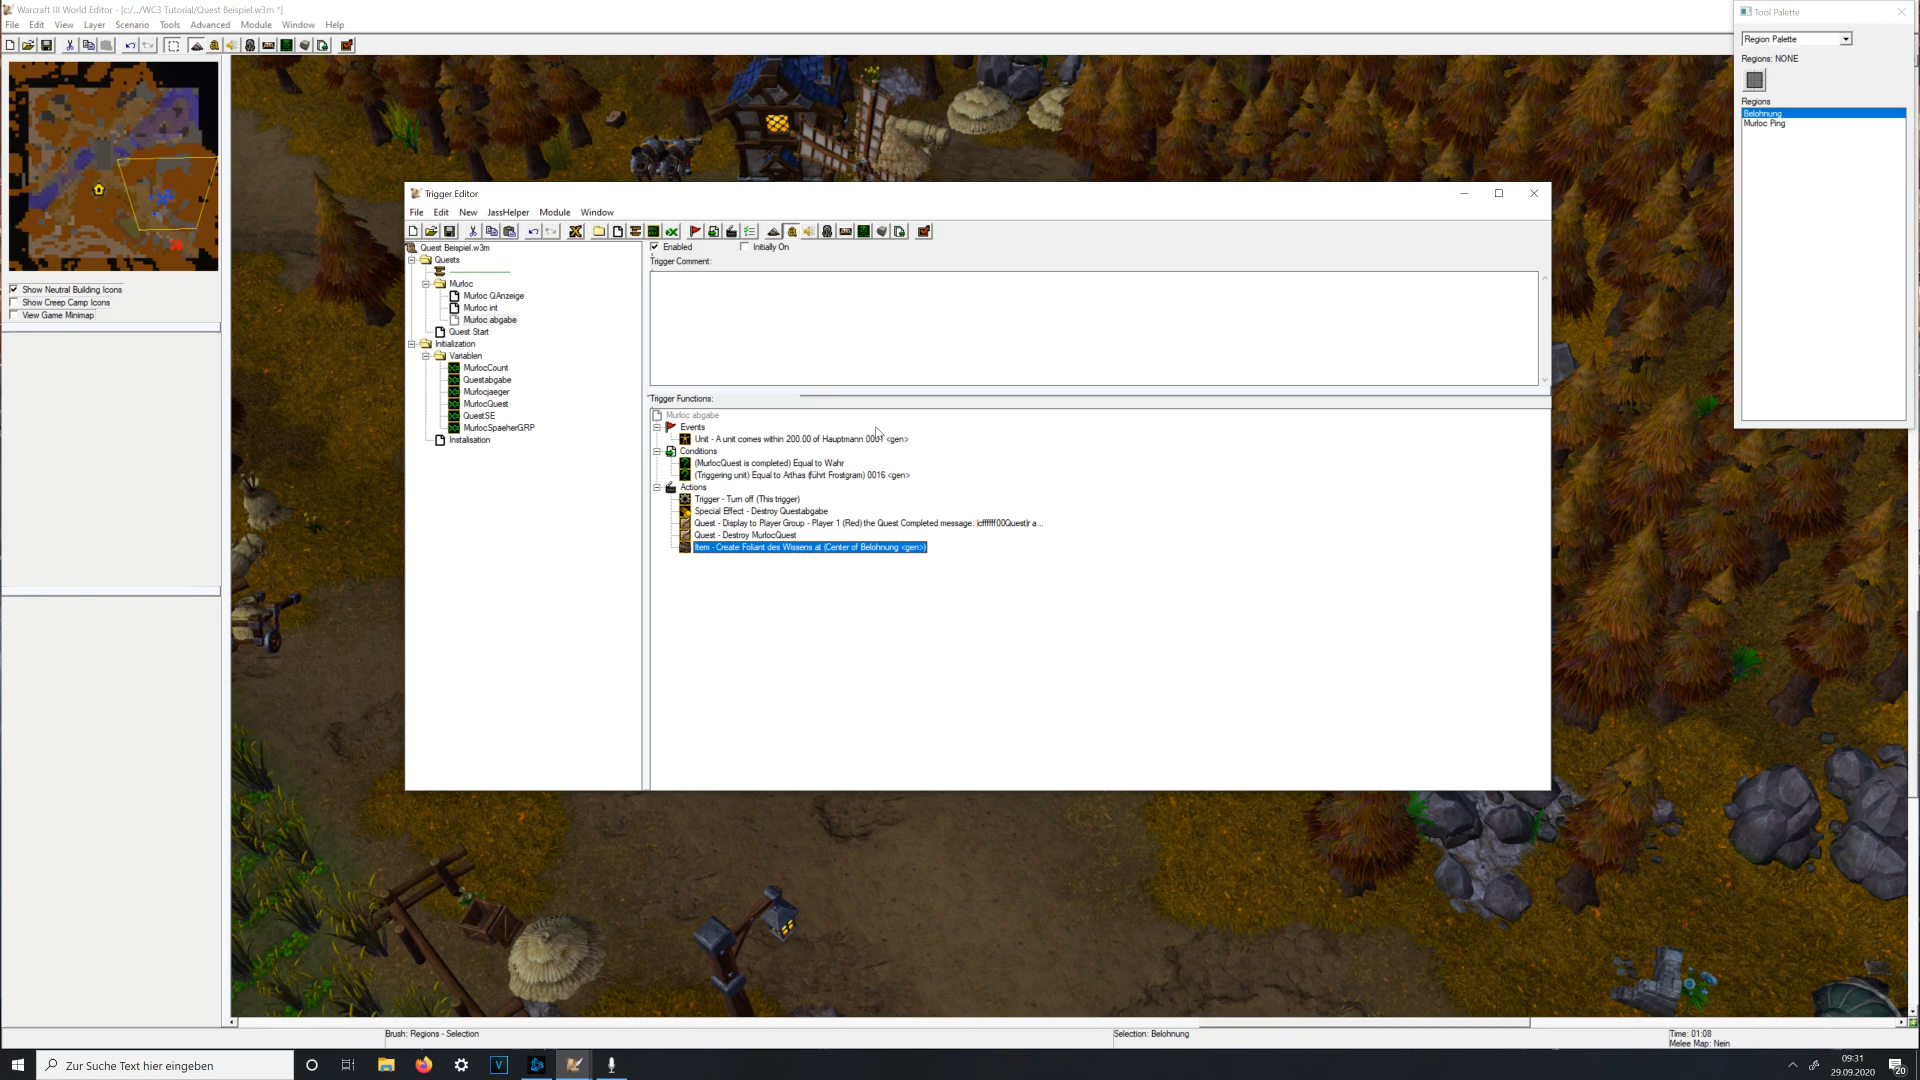 Warcraft III World Editor - [c:/.../WC3 Tutorial/Quest Beispiel.w3m *]
File Edit View Layer Scenario Tools Advanced Module Window Help
Show Neutral Building Icons
Show Creep Camp Icons
View Game Minimap
Tool Palette
Region Palette
Regions: NONE
Regions
Belohnung
Murloc Ping
Trigger Editor
File Edit New JassHelper Module Window
Quest Beispiel.w3m
Quests
Murloc
Murloc QAnzeige
Murloc int
Murloc abgabe
Quest Start
Initialization
Variablen
MurlocCount
Questabgabe
Murlocjaeger
MurlocQuest
QuestSE
MurlocSpaeherGRP
Instalisation
Enabled Initially On
Trigger Comment:
Trigger Functions:
Murloc abgabe
Events
Unit - A unit comes within 200.00 of Hauptmann 0001 <gen>
Conditions
(MurlocQuest is completed) Equal to Wahr
(Triggering unit) Equal to Arthas (führt Frostgram) 0016 <gen>
Actions
Trigger - Turn off (This trigger)
Special Effect - Destroy Questabgabe
Quest - Display to Player Group - Player 1 (Red) the Quest Completed message: |cffffff00Quest|r a...
Quest - Destroy MurlocQuest
Item - Create Foliant des Wissens at (Center of Belohnung <gen>)
Brush: Regions - Selection
Selection: Belohnung
Time: 01:08
Melee Map: Nein
Zur Suche Text hier eingeben
V
09:31
29.09.2020
20